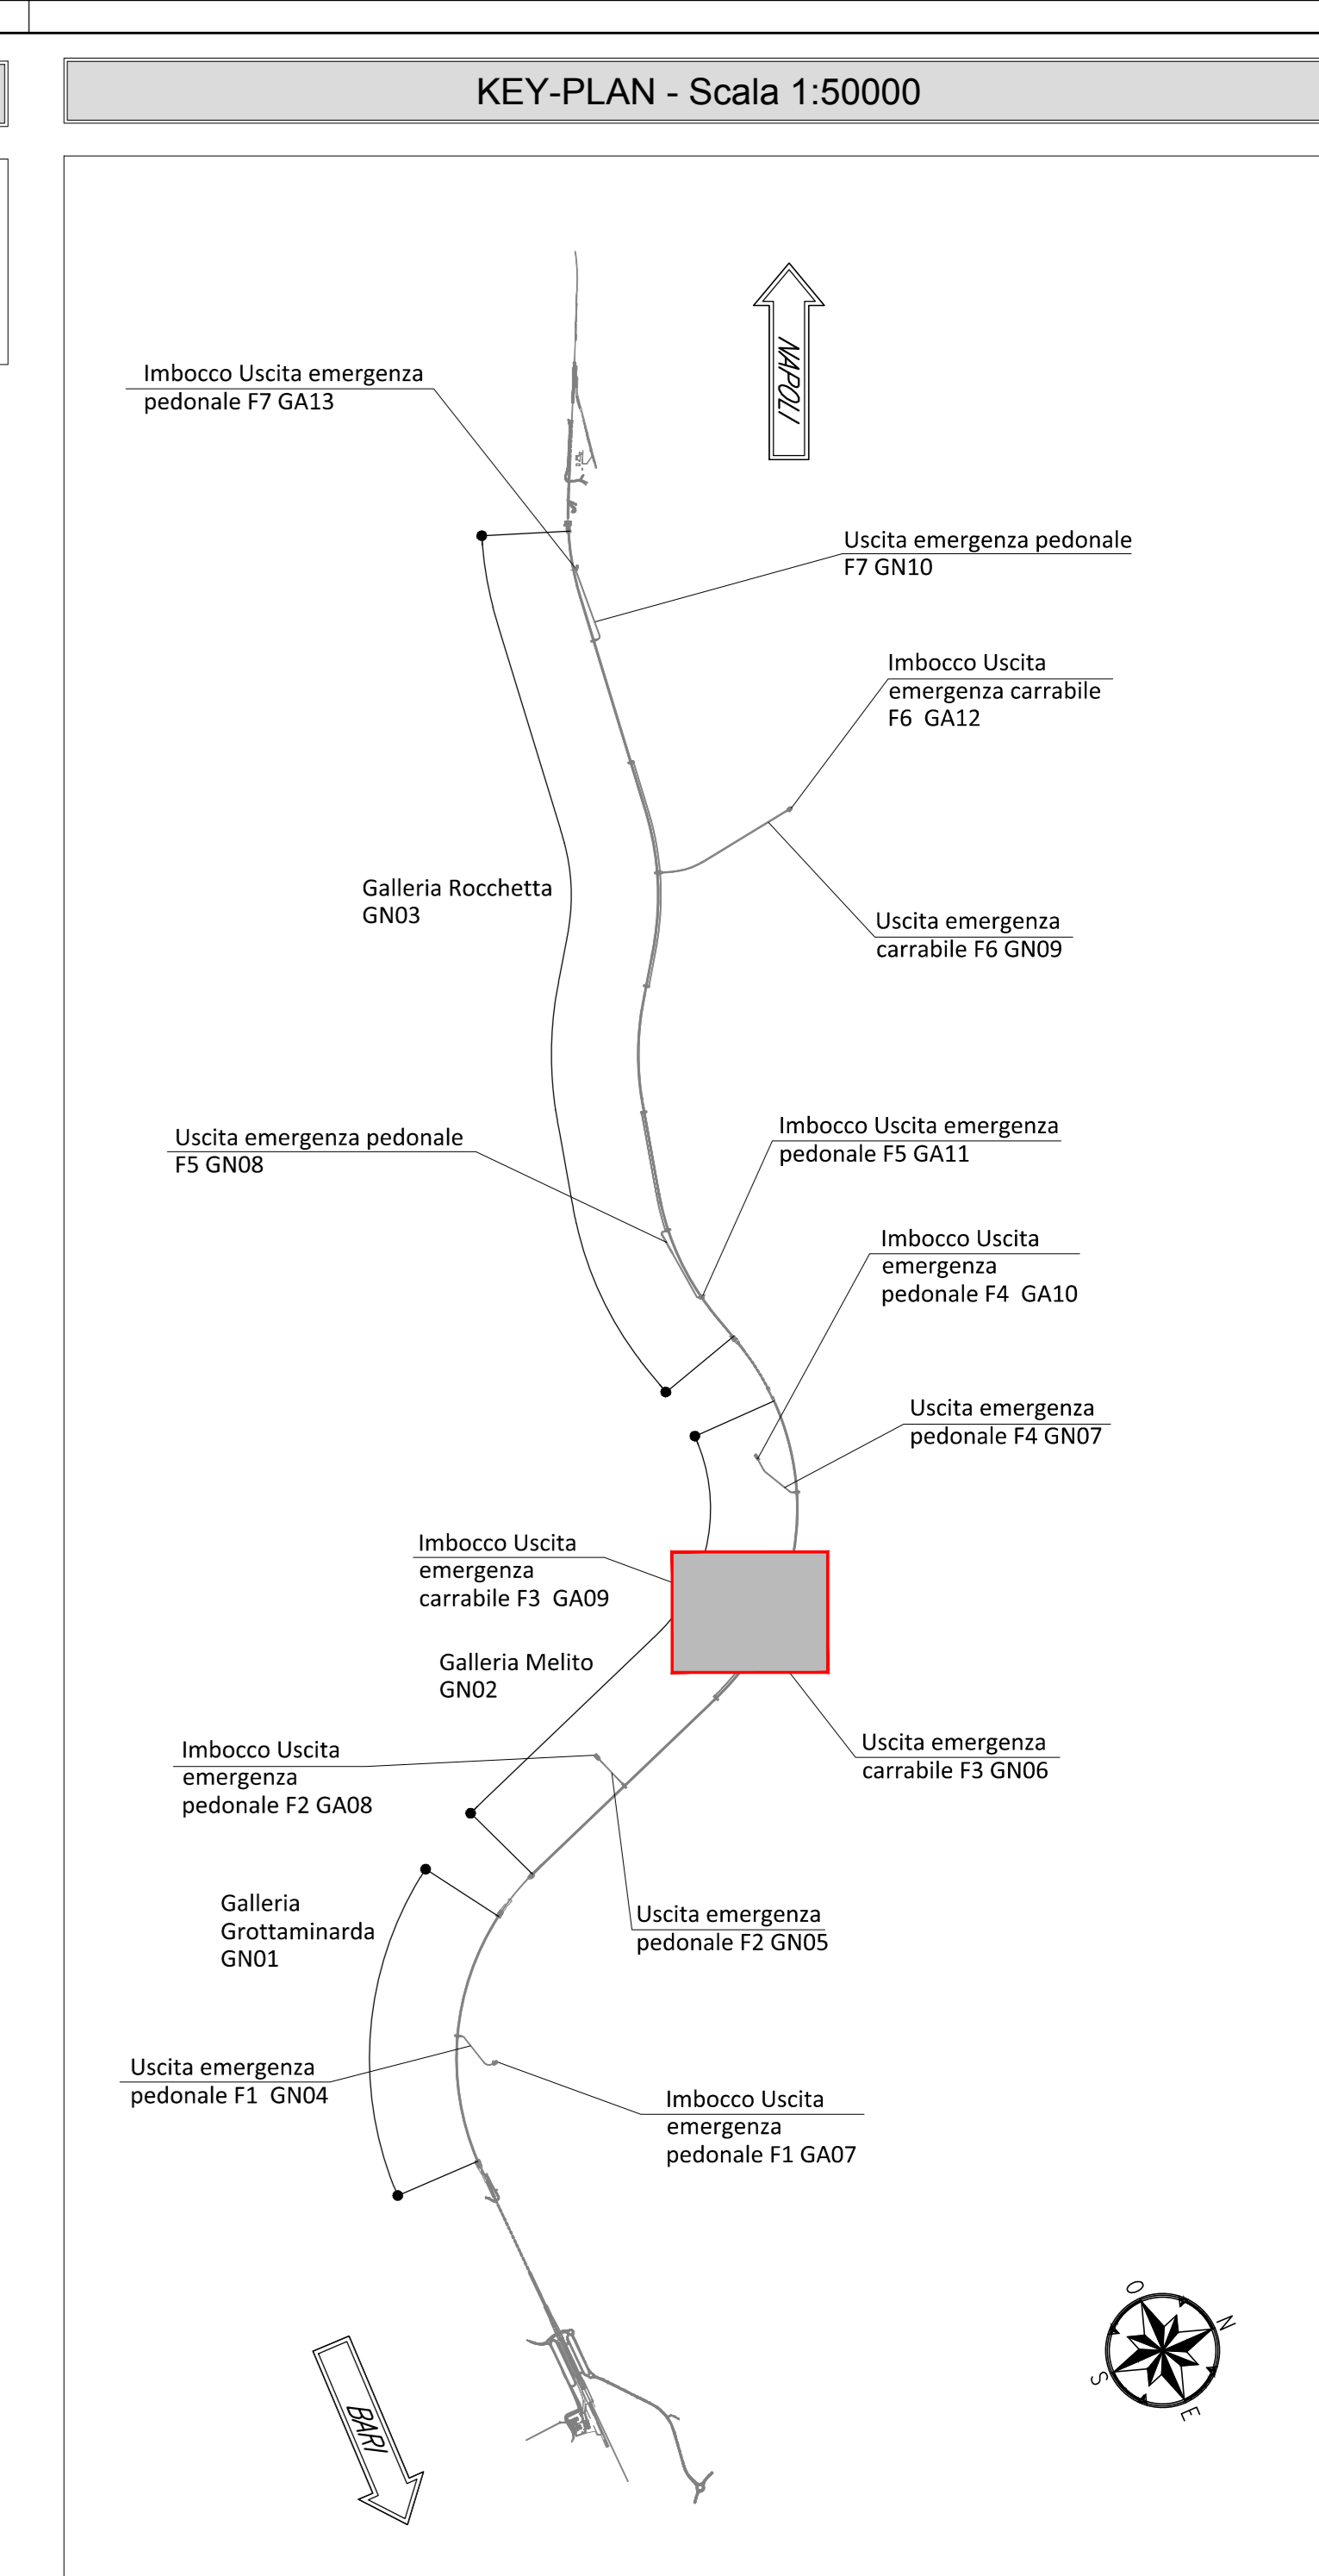 KEY-PLAN - Scala 1:50000
NAPOLI
Imbocco Uscita emergenza
pedonale F7 GA13
Uscita emergenza pedonale
F7 GN10
Imbocco Uscita
emergenza carrabile
F6  GA12
Galleria Rocchetta
GN03
Uscita emergenza
carrabile F6 GN09
Uscita emergenza pedonale
F5 GN08
Imbocco Uscita emergenza
pedonale F5 GA11
Imbocco Uscita
emergenza
pedonale F4  GA10
Uscita emergenza
pedonale F4 GN07
Imbocco Uscita
emergenza
carrabile F3  GA09
Galleria Melito
GN02
Uscita emergenza
carrabile F3 GN06
Imbocco Uscita
emergenza
pedonale F2 GA08
Galleria
Grottaminarda
GN01
Uscita emergenza
pedonale F2 GN05
Uscita emergenza
pedonale F1  GN04
Imbocco Uscita
emergenza
pedonale F1 GA07
O
N
S
E
BARI